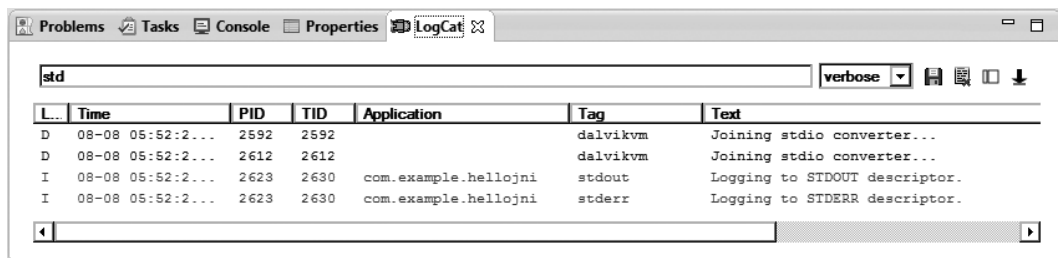 Problems Tasks Console Properties LogCat
std verbose
L... Time PID TID Application Tag Text
D 08-08 05:52:2... 2592 2592 dalvikvm Joining stdio converter...
D 08-08 05:52:2... 2612 2612 dalvikvm Joining stdio converter...
I 08-08 05:52:2... 2623 2630 com.example.hellojni stdout Logging to STDOUT descriptor.
I 08-08 05:52:2... 2623 2630 com.example.hellojni stderr Logging to STDERR descriptor.